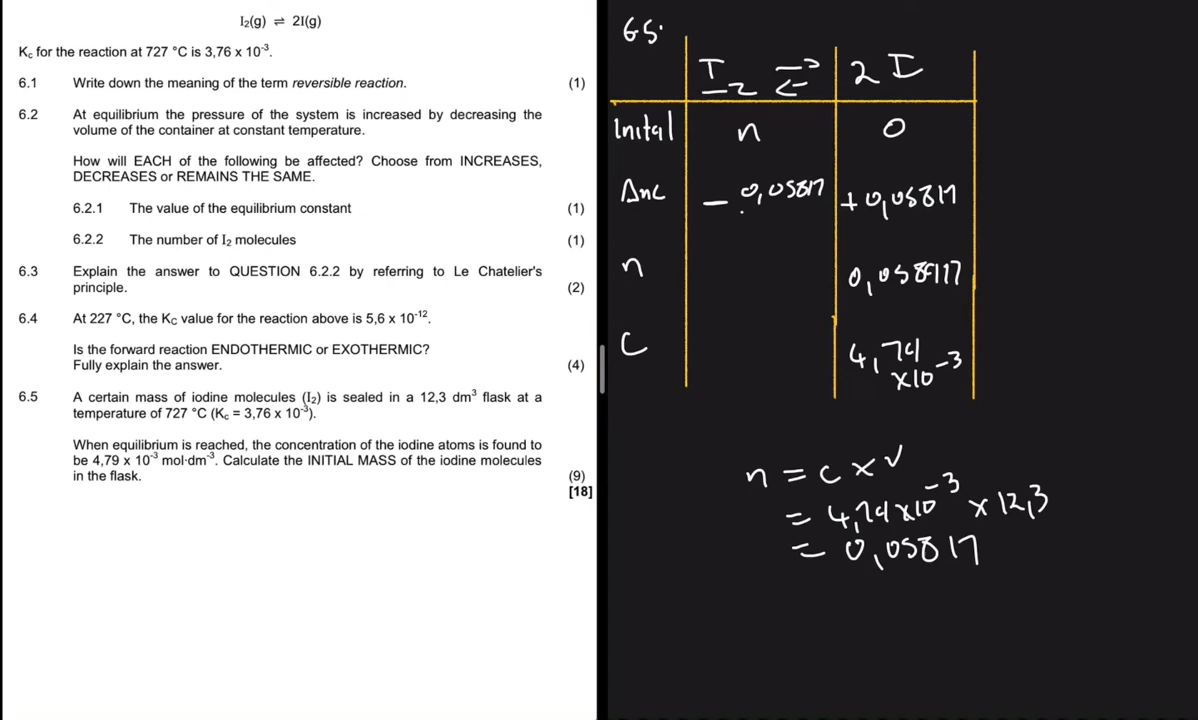 I₂(g) ⇌ 2I(g)
Kc for the reaction at 727 °C is 3,76 x 10⁻³.
6.1 Write down the meaning of the term reversible reaction. (1)
6.2 At equilibrium the pressure of the system is increased by decreasing the
volume of the container at constant temperature.
How will EACH of the following be affected? Choose from INCREASES,
DECREASES or REMAINS THE SAME.
6.2.1 The value of the equilibrium constant (1)
6.2.2 The number of I₂ molecules (1)
6.3 Explain the answer to QUESTION 6.2.2 by referring to Le Chatelier's
principle. (2)
6.4 At 227 °C, the KC value for the reaction above is 5,6 x 10⁻¹².
Is the forward reaction ENDOTHERMIC or EXOTHERMIC?
Fully explain the answer. (4)
6.5 A certain mass of iodine molecules (I₂) is sealed in a 12,3 dm³ flask at a
temperature of 727 °C (Kc = 3,76 x 10⁻³).
When equilibrium is reached, the concentration of the iodine atoms is found to
be 4,79 x 10⁻³ mol·dm⁻³. Calculate the INITIAL MASS of the iodine molecules
in the flask. (9)
[18]
6.5.
I₂ ⇌ 2I
Inital n 0
Δn - 0,05817 +0,05817
n
C 4,74
x10⁻³
n = c x v
= 4,74x10⁻³ x 12,3
= 0,05817